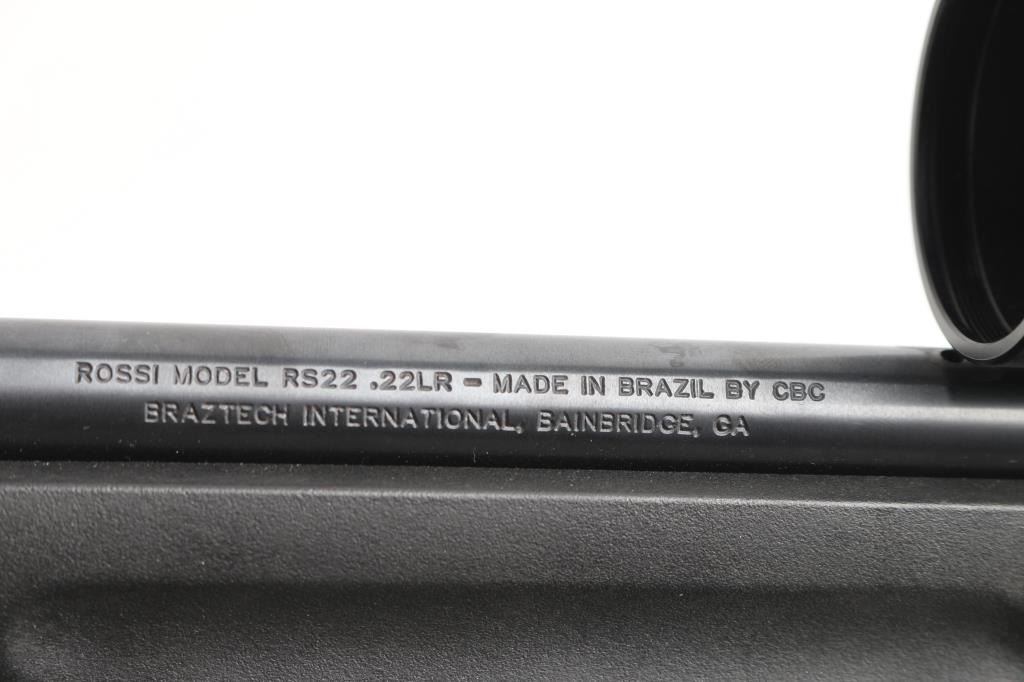 ROSSI MODEL RS22 .22LR - MADE IN BRAZIL BY CBC
BRAZTECH INTERNATIONAL, BAINBRIDGE, GA